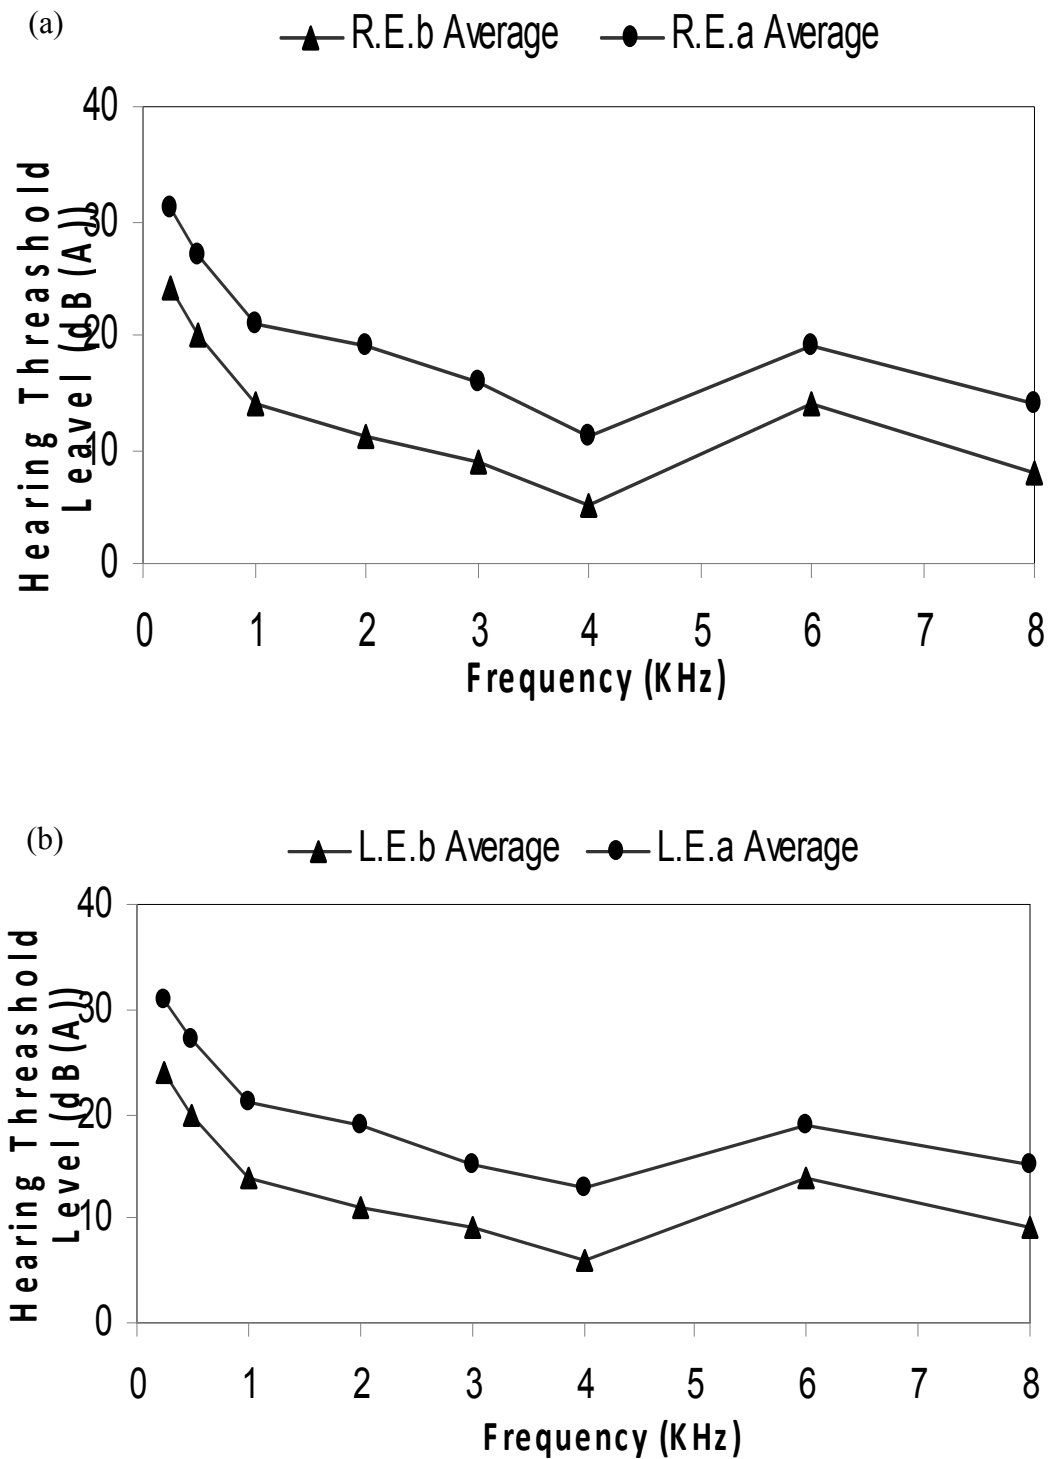 (a)
R.E.b Average R.E.a Average
Hearing Threashold
Leavel (dB (A))
40
30
20
10
0
0 1 2 3 4 5 6 7 8
Frequency (KHz)
(b)
L.E.b Average L.E.a Average
Hearing Threashold
Level (dB (A))
40
30
20
10
0
0 1 2 3 4 5 6 7 8
Frequency (KHz)